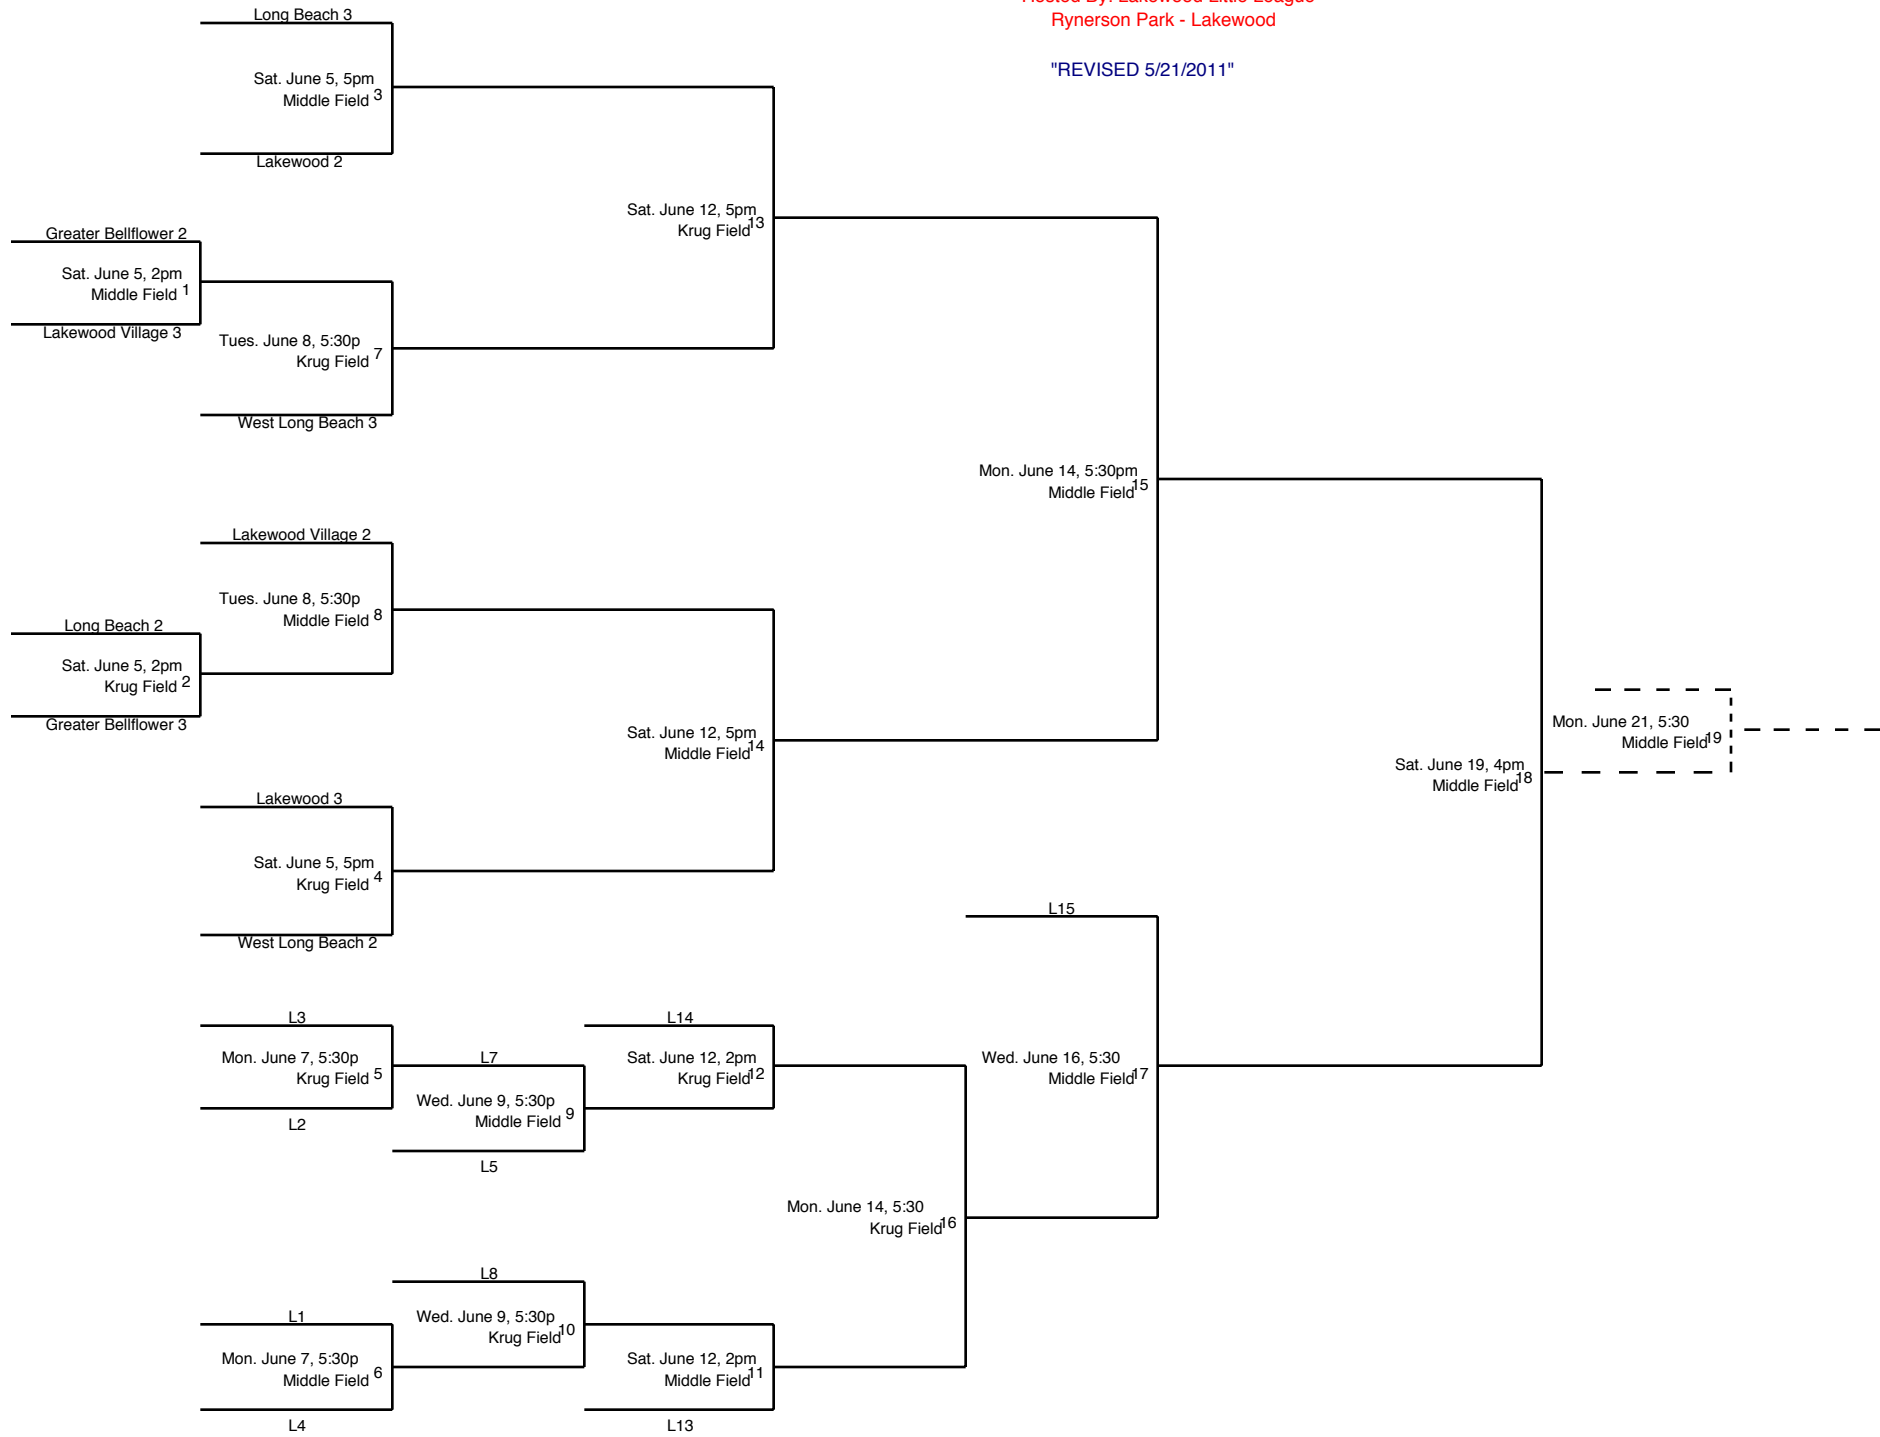 Hosted By: Lakewood Little League
Rynerson Park - Lakewood
"REVISED 5/21/2011"
Long Beach 3
Sat. June 5, 5pm
Middle Field 3
Lakewood 2
Sat. June 12, 5pm
Krug Field 13
Greater Bellflower 2
Sat. June 5, 2pm
Middle Field 1
Lakewood Village 3
Tues. June 8, 5:30p
Krug Field 7
West Long Beach 3
Mon. June 14, 5:30pm
Middle Field 15
Lakewood Village 2
Tues. June 8, 5:30p
Middle Field 8
Long Beach 2
Sat. June 5, 2pm
Krug Field 2
Greater Bellflower 3
Sat. June 12, 5pm
Middle Field 14
Mon. June 21, 5:30
Middle Field 19
Sat. June 19, 4pm
Middle Field 18
Lakewood 3
Sat. June 5, 5pm
Krug Field 4
West Long Beach 2
L15
L3
Mon. June 7, 5:30p
Krug Field 5
L2
L7
Wed. June 9, 5:30p
Middle Field 9
L5
L14
Sat. June 12, 2pm
Krug Field 12
Wed. June 16, 5:30
Middle Field 17
Mon. June 14, 5:30
Krug Field 16
L8
Wed. June 9, 5:30p
Krug Field 10
L1
Mon. June 7, 5:30p
Middle Field 6
L4
Sat. June 12, 2pm
Middle Field 11
L13